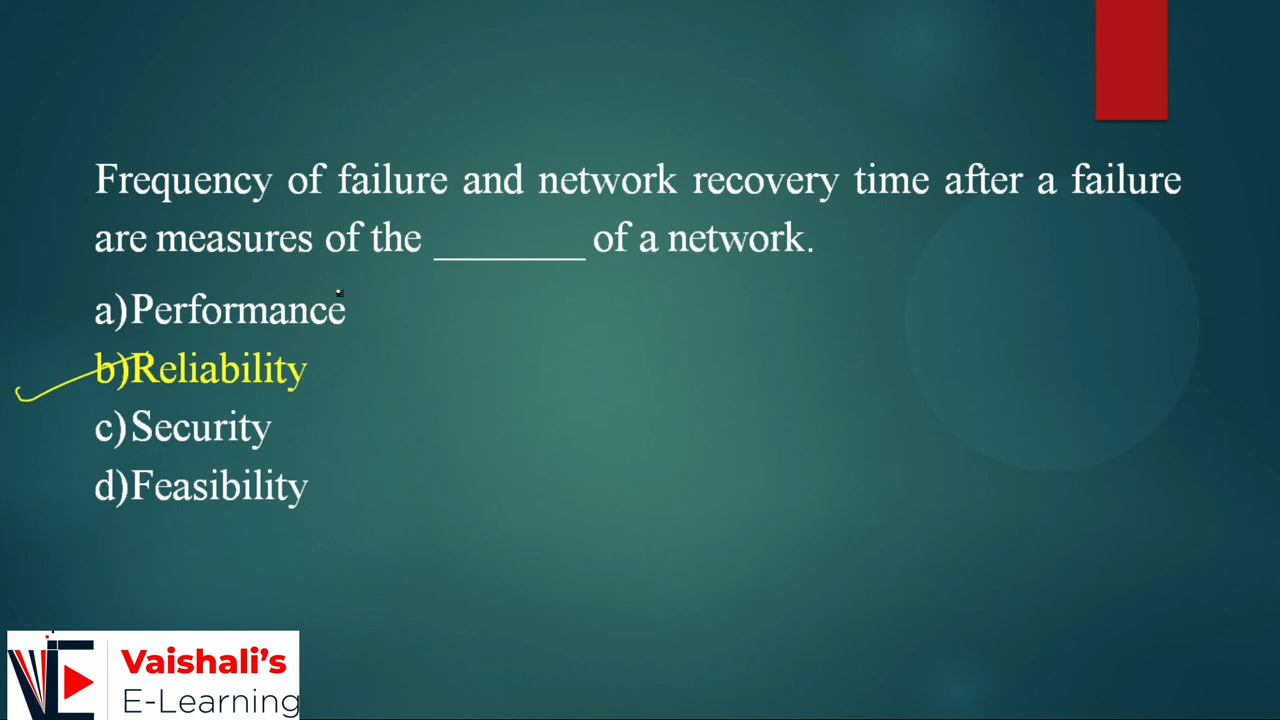 Frequency of failure and network recovery time after a failure
are measures of the ________ of a network.
a)Performance
b)Reliability
c)Security
d)Feasibility
Vaishali's
E-Learning